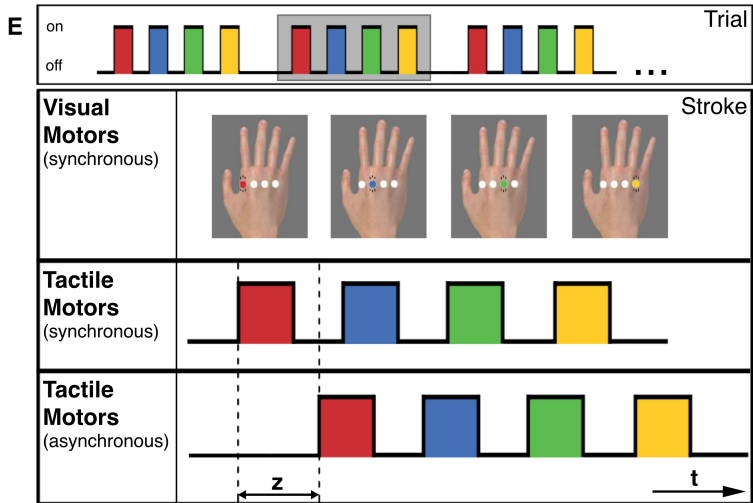 E
on
off
Trial
...
Visual
Motors
(synchronous)
Stroke
Tactile
Motors
(synchronous)
Tactile
Motors
(asynchronous)
z
t